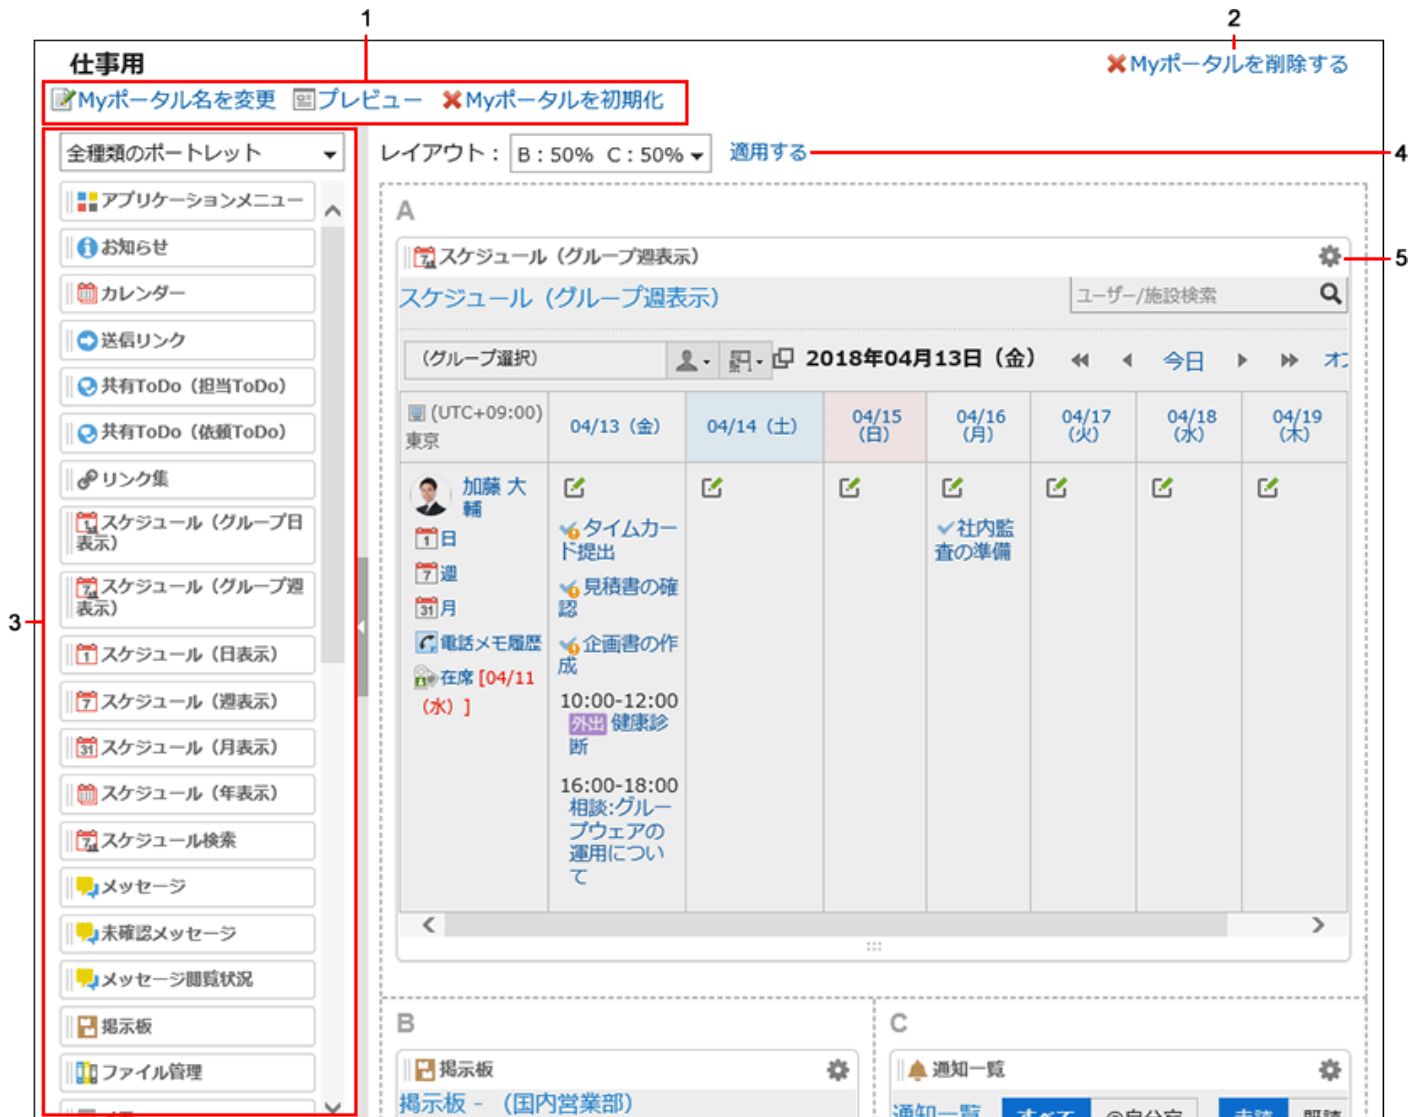 1
2
仕事用
Myポータルを削除する
Myポータル名を変更 プレビュー Myポータルを初期化
全種類のポートレット
レイアウト： B : 50% C : 50% 適用する
4
アプリケーションメニュー
お知らせ
カレンダー
送信リンク
共有ToDo（担当ToDo）
共有ToDo（依頼ToDo）
リンク集
スケジュール（グループ日
表示）
スケジュール（グループ週
表示）
3
スケジュール（日表示）
スケジュール（週表示）
スケジュール（月表示）
スケジュール（年表示）
スケジュール検索
メッセージ
未確認メッセージ
メッセージ閲覧状況
掲示板
ファイル管理
A
スケジュール（グループ週表示）
5
スケジュール（グループ週表示）
ユーザー/施設検索
（グループ選択）
2018年04月13日（金）
今日
(UTC+09:00)
東京
04/13（金）
04/14（土）
04/15
（日）
04/16
（月）
04/17
（火）
04/18
（水）
04/19
（木）
加藤 大
輔
1日
7週
31月
電話メモ履歴
在席 [04/11
（水）]
タイムカー
ド提出
見積書の確
認
企画書の作
成
10:00-12:00
外出 健康診
断
16:00-18:00
相談:グルー
プウェアの
運用につい
て
社内監
査の準備
B
掲示板
掲示板 - （国内営業部）
C
通知一覧
通知一覧 すべて @自分宛 未読 既読